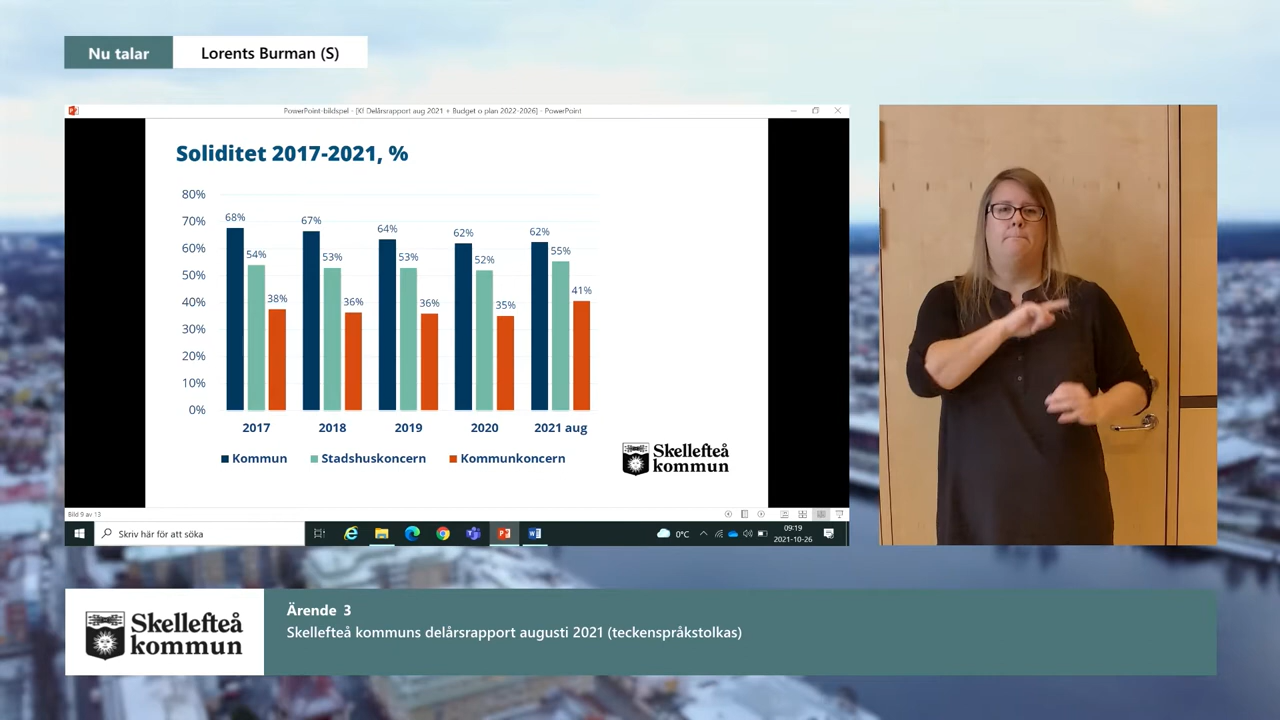 Nu talar
Lorents Burman (S)
PowerPoint-bildspel - [K! Delårsrapport aug 2021 + Budget o plan 2022-2026] - PowerPoint
Soliditet 2017-2021, %
80%
70%
60%
50%
40%
30%
20%
10%
0%
68%
54%
38%
67%
53%
36%
64%
53%
36%
62%
52%
35%
62%
55%
41%
2017
2018
2019
2020
2021 aug
Kommun
Stadshuskoncern
Kommunkoncern
Skellefteå
kommun
Bild 9 av 13
Skriv här för att söka
0°C
09:19
2021-10-26
Skellefteå
kommun
Ärende 3
Skellefteå kommuns delårsrapport augusti 2021 (teckenspråkstolkas)